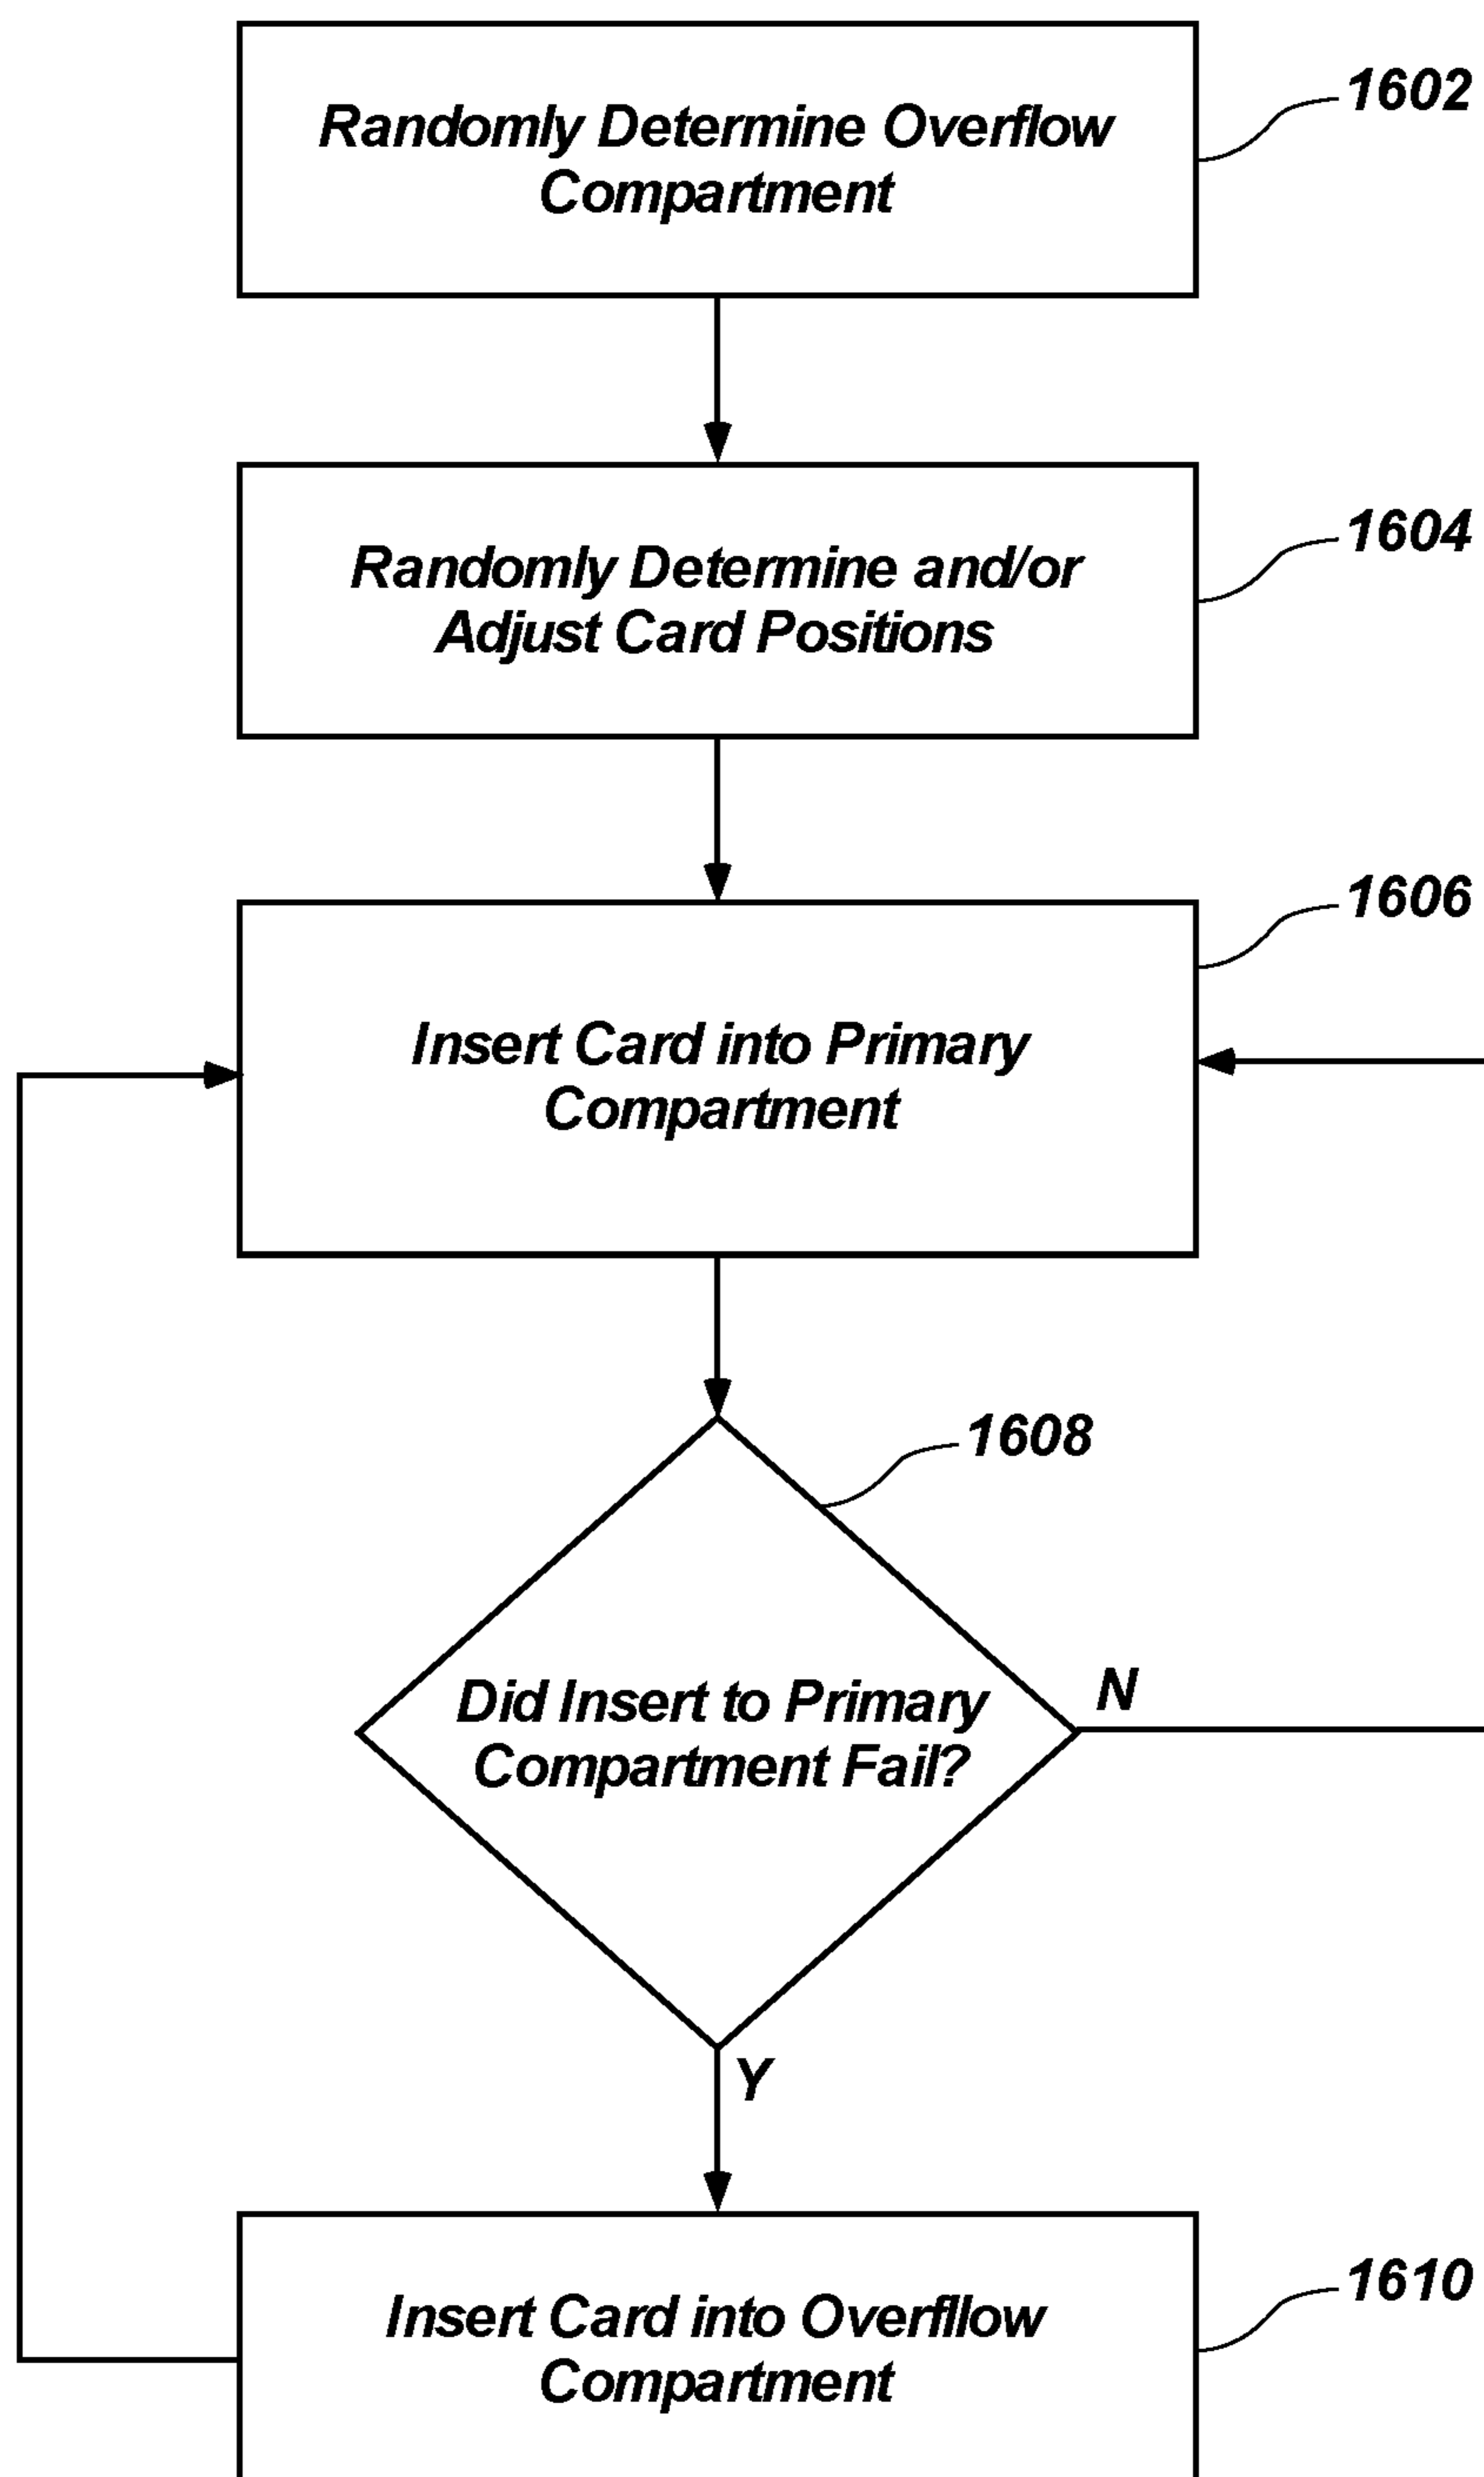 Randomly Determine Overflow
Compartment
1602
Randomly Determine and/or
Adjust Card Positions
1604
1606
Insert Card into Primary
Compartment
1608
Did Insert to Primary
Compartment Fail?
N
Y
Insert Card into Overfllow
Compartment
1610